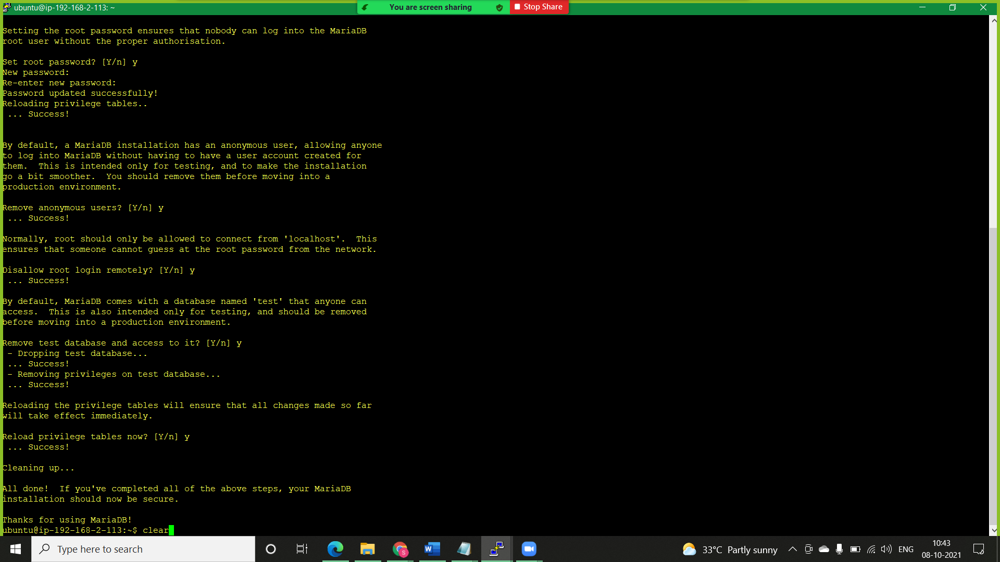 ubuntu@ip-192-168-2-113: ~
You are screen sharing
Stop Share
Setting the root password ensures that nobody can log into the MariaDB
root user without the proper authorisation.
Set root password? [Y/n] y
New password:
Re-enter new password:
Password updated successfully!
Reloading privilege tables..
... Success!
By default, a MariaDB installation has an anonymous user, allowing anyone
to log into MariaDB without having to have a user account created for
them.  This is intended only for testing, and to make the installation
go a bit smoother.  You should remove them before moving into a
production environment.
Remove anonymous users? [Y/n] y
... Success!
Normally, root should only be allowed to connect from 'localhost'.  This
ensures that someone cannot guess at the root password from the network.
Disallow root login remotely? [Y/n] y
... Success!
By default, MariaDB comes with a database named 'test' that anyone can
access.  This is also intended only for testing, and should be removed
before moving into a production environment.
Remove test database and access to it? [Y/n] y
- Dropping test database...
... Success!
- Removing privileges on test database...
... Success!
Reloading the privilege tables will ensure that all changes made so far
will take effect immediately.
Reload privilege tables now? [Y/n] y
... Success!
Cleaning up...
All done!  If you've completed all of the above steps, your MariaDB
installation should now be secure.
Thanks for using MariaDB!
ubuntu@ip-192-168-2-113:~$ clear
Type here to search
33°C Partly sunny
ENG
10:43
08-10-2021